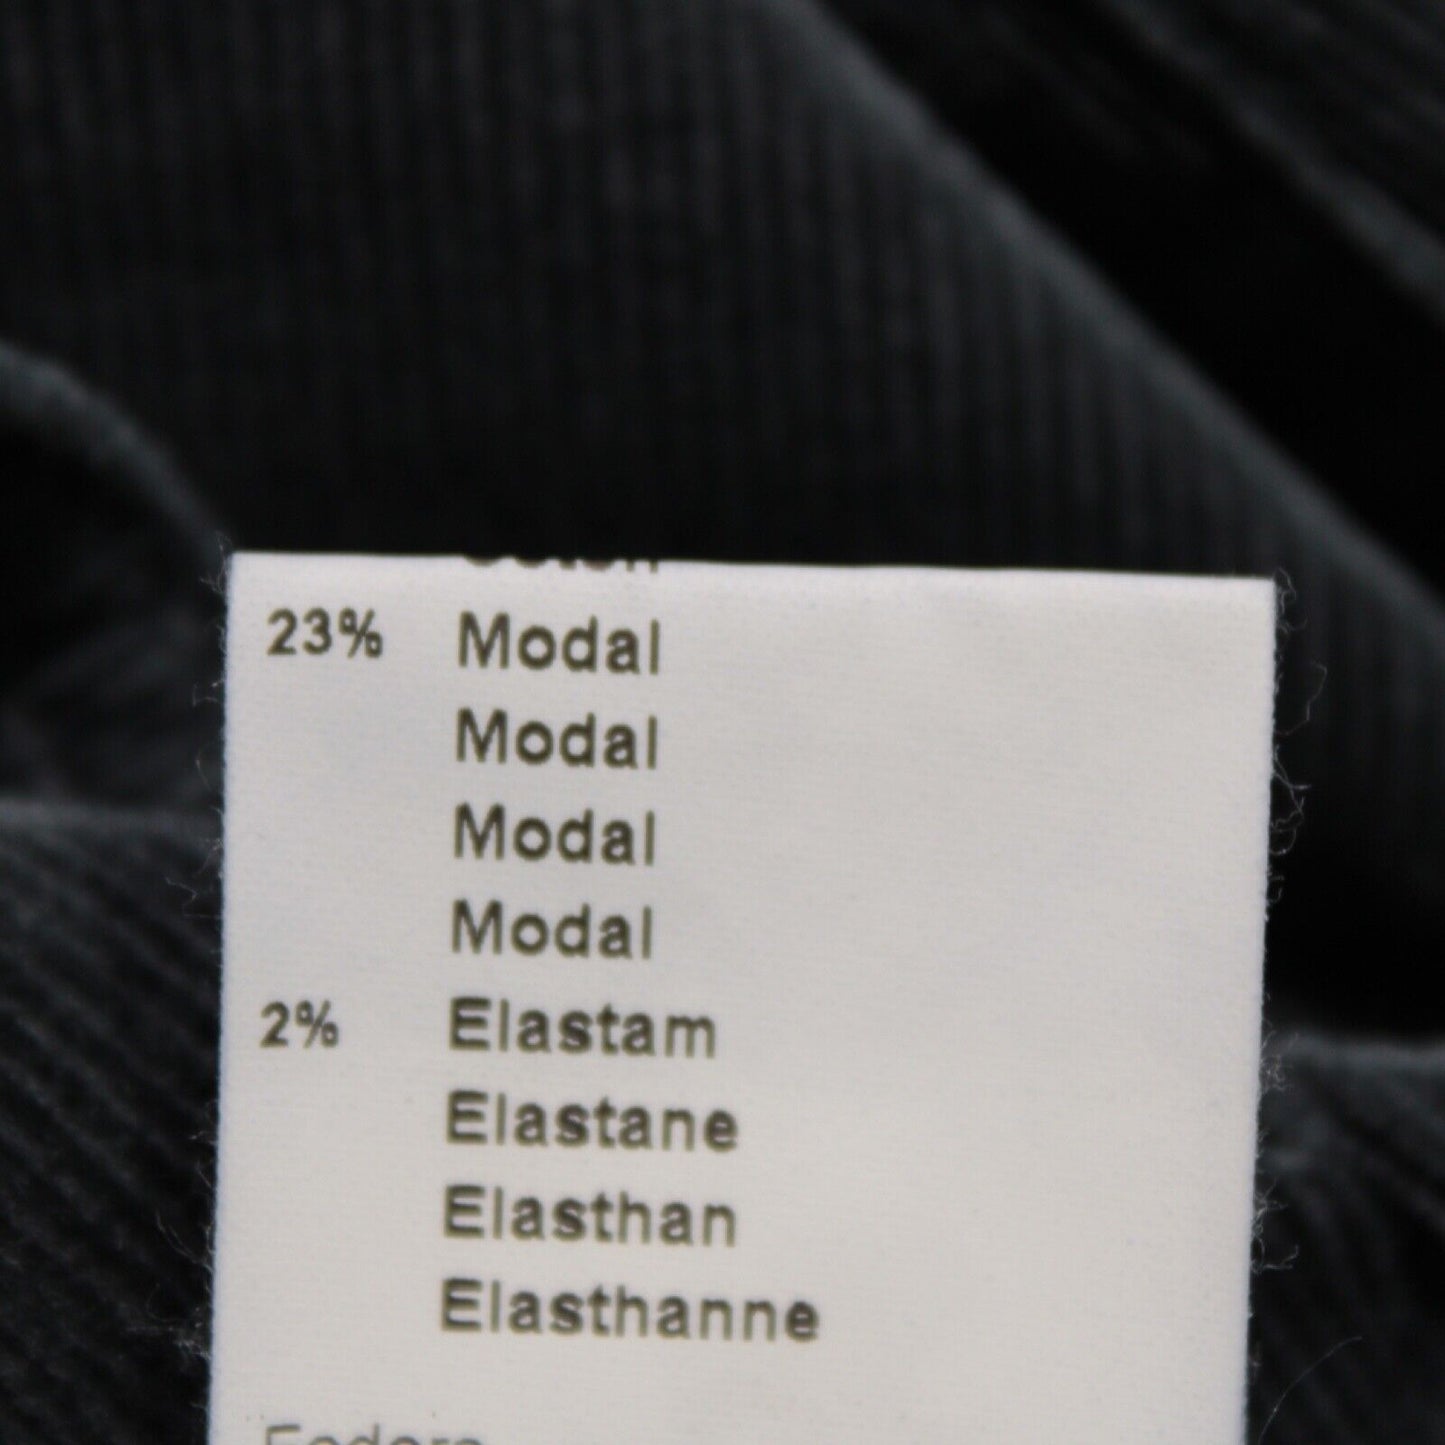 23% Modal
Modal
Modal
Modal
2% Elastam
Elastane
Elasthan
Elasthanne